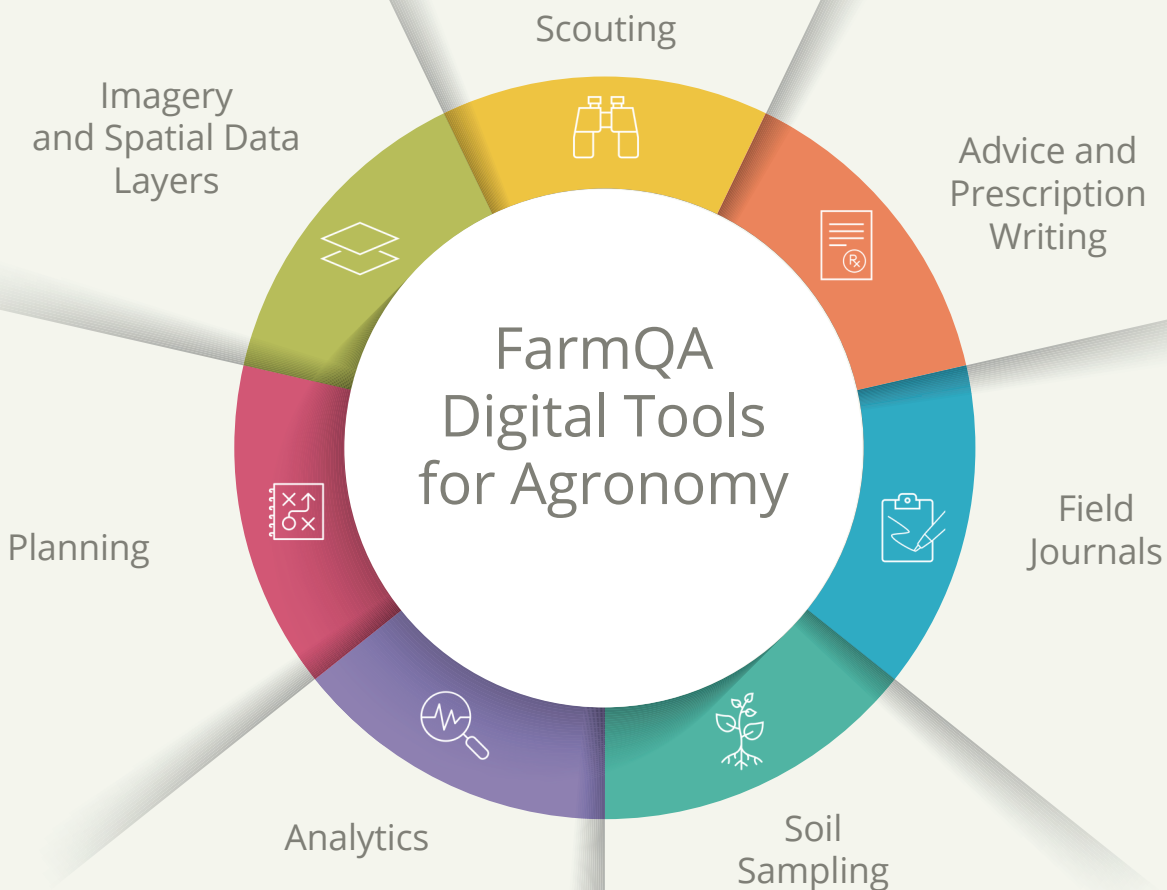 Scouting
Imagery
and Spatial Data
Layers
Advice and
Prescription
Writing
Rx
FarmQA
Digital Tools
for Agronomy
Field
Journals
Planning
Analytics
Soil
Sampling